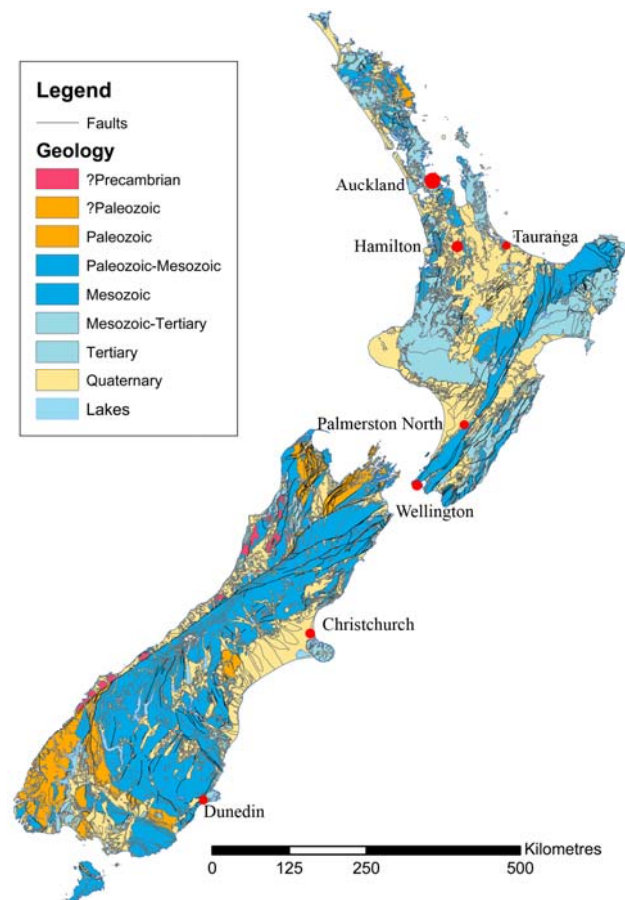 Legend
Faults
Geology
?Precambrian
?Paleozoic
Paleozoic
Paleozoic-Mesozoic
Mesozoic
Mesozoic-Tertiary
Tertiary
Quaternary
Lakes
Auckland
Hamilton
Tauranga
Palmerston North
Wellington
Christchurch
Dunedin
Kilometres
0 125 250 500